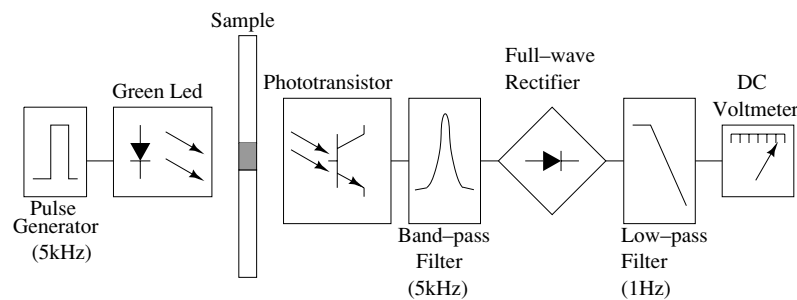 Sample
Green Led
Phototransistor
Full–wave
Rectifier
DC
Voltmeter
Pulse
Generator
(5kHz)
Band–pass
Filter
(5kHz)
Low–pass
Filter
(1Hz)